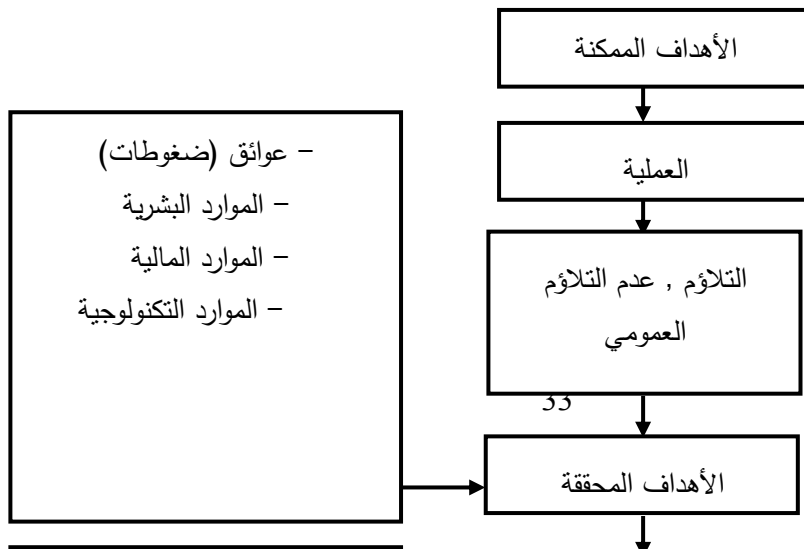 الأهداف الممكنة
العملية
التلاؤم , عدم التلاؤم
العمومي
33
الأهداف المحققة
– عوائق (ضغوطات)
– الموارد البشرية
– الموارد المالية
– الموارد التكنولوجية